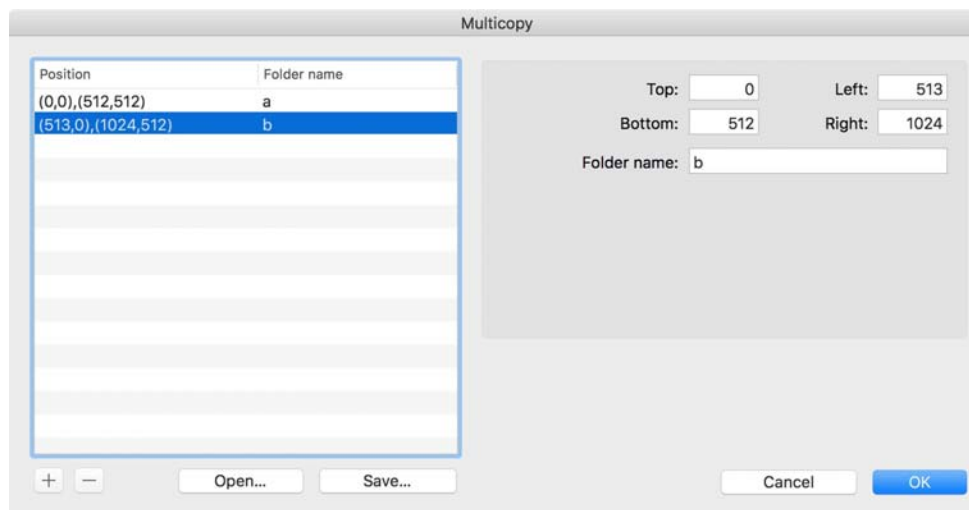 Multicopy
Position Folder name
(0,0),(512,512) a
(513,0),(1024,512) b
Top: 0 Left: 513
Bottom: 512 Right: 1024
Folder name: b
+ − Open... Save... Cancel OK